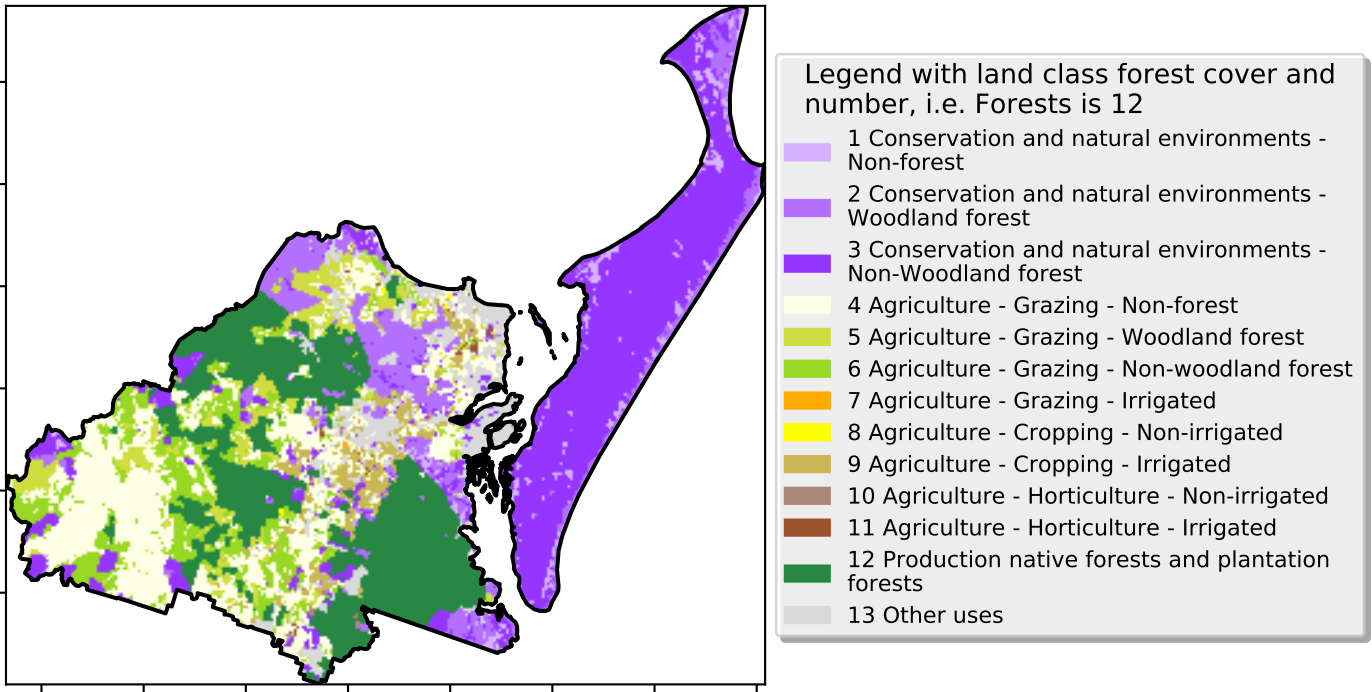 Legend with land class forest cover and
number, i.e. Forests is 12
1 Conservation and natural environments -
Non-forest
2 Conservation and natural environments -
Woodland forest
3 Conservation and natural environments -
Non-Woodland forest
4 Agriculture - Grazing - Non-forest
5 Agriculture - Grazing - Woodland forest
6 Agriculture - Grazing - Non-woodland forest
7 Agriculture - Grazing - Irrigated
8 Agriculture - Cropping - Non-irrigated
9 Agriculture - Cropping - Irrigated
10 Agriculture - Horticulture - Non-irrigated
11 Agriculture - Horticulture - Irrigated
12 Production native forests and plantation
forests
13 Other uses